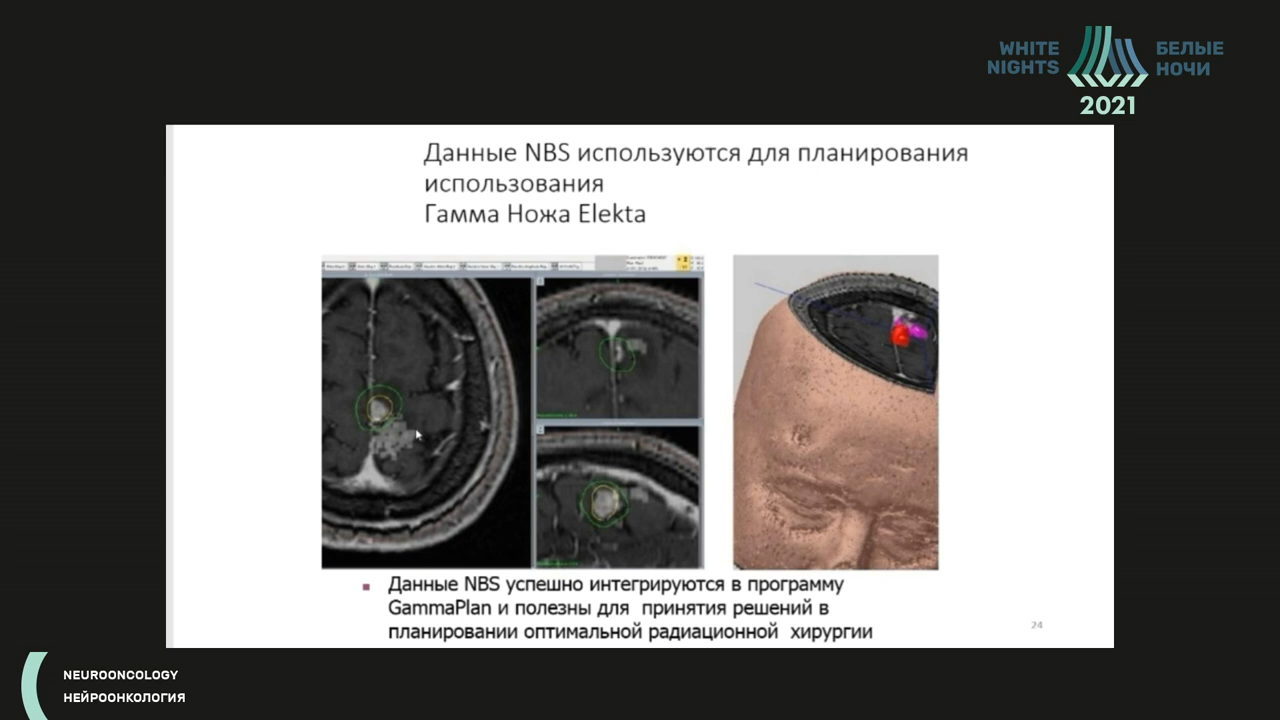 WHITE
NIGHTS
БЕЛЫЕ
НОЧИ
2021
Данные NBS используются для планирования
использования
Гамма Ножа Elekta
▪ Данные NBS успешно интегрируются в программу
GammaPlan и полезны для принятия решений в
планировании оптимальной радиационной хирургии
24
NEUROONCOLOGY
НЕЙРООНКОЛОГИЯ